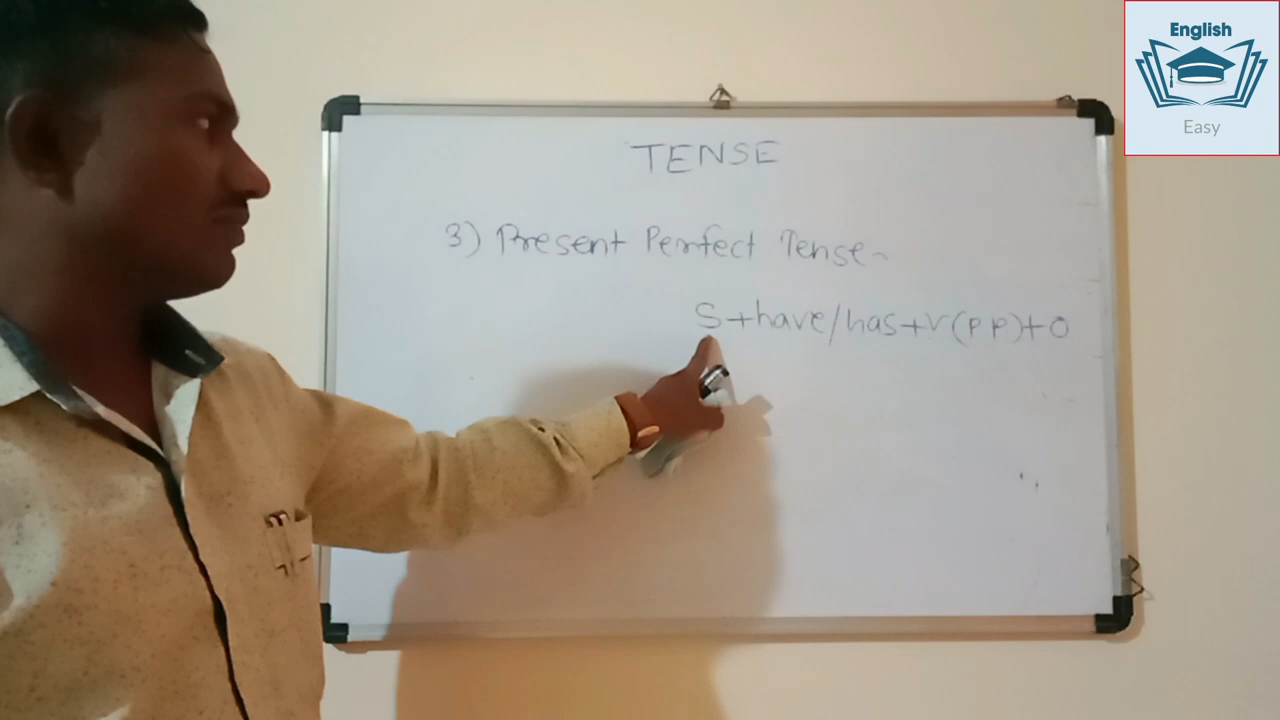 English
Easy
TENSE
3) Present Perfect Tense-
S+have/has+V(PP)+O